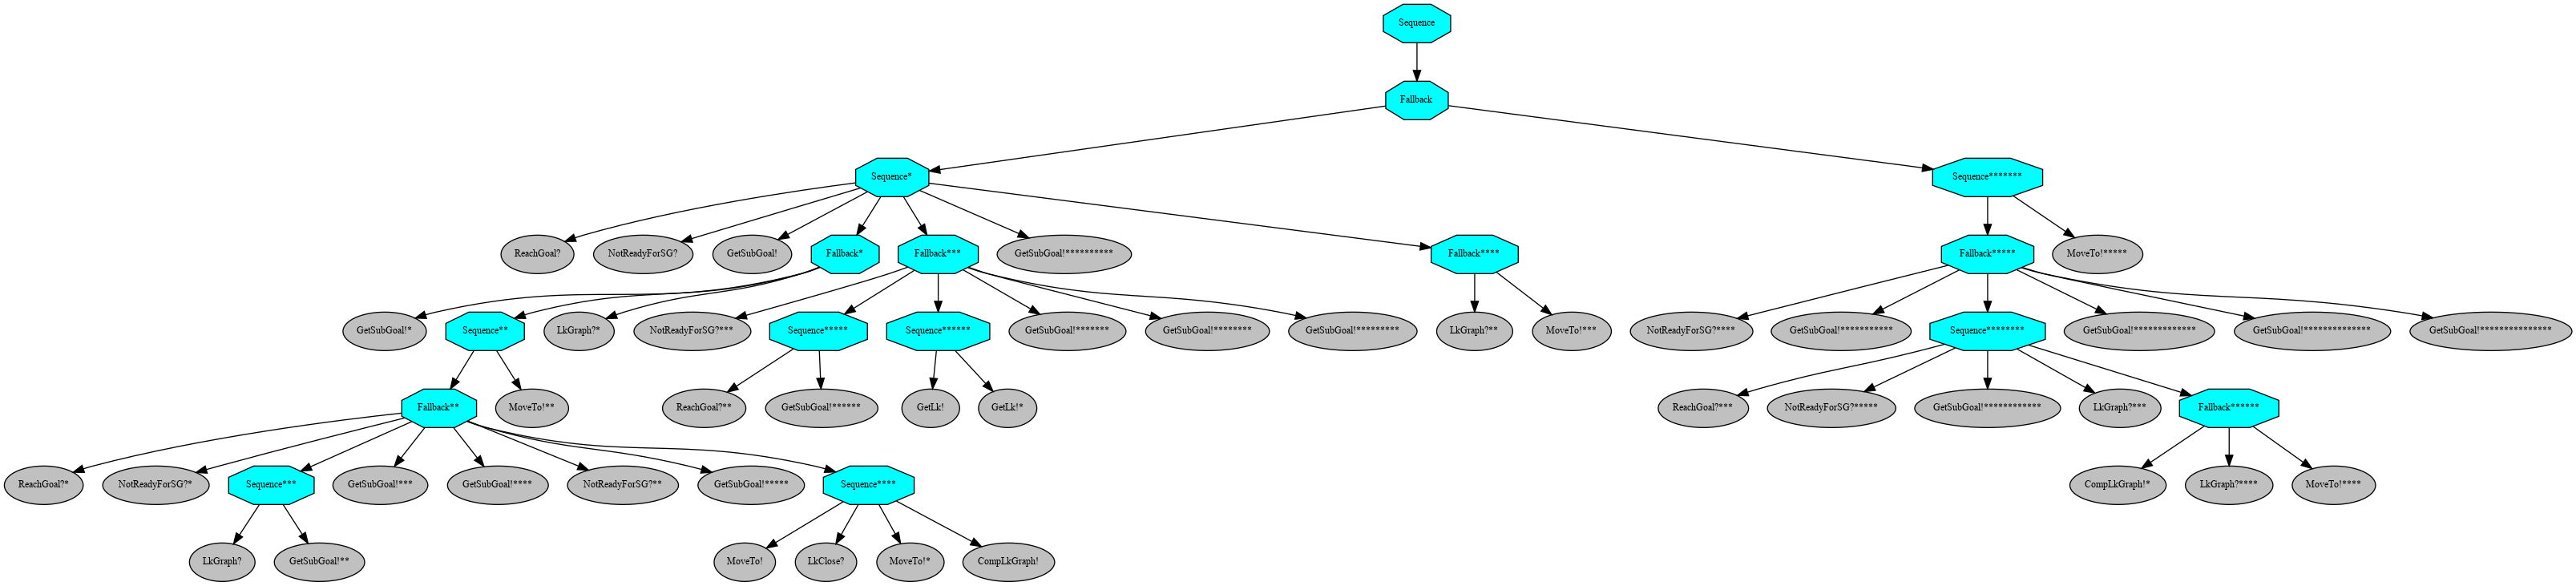 Sequence
Fallback
Sequence*
Sequence*******
ReachGoal?
NotReadyForSG?
GetSubGoal!
Fallback*
Fallback***
GetSubGoal!**********
Fallback****
Fallback*****
MoveTo!*****
GetSubGoal!*
Sequence**
LkGraph?*
NotReadyForSG?***
Sequence*****
Sequence******
GetSubGoal!*******
GetSubGoal!********
GetSubGoal!*********
LkGraph?**
MoveTo!***
NotReadyForSG?****
GetSubGoal!***********
Sequence********
GetSubGoal!*************
GetSubGoal!**************
GetSubGoal!***************
Fallback**
MoveTo!**
ReachGoal?**
GetSubGoal!******
GetLk!
GetLk!*
ReachGoal?***
NotReadyForSG?*****
GetSubGoal!************
LkGraph?***
Fallback******
ReachGoal?*
NotReadyForSG?*
Sequence***
GetSubGoal!***
GetSubGoal!****
NotReadyForSG?**
GetSubGoal!*****
Sequence****
CompLkGraph!*
LkGraph?****
MoveTo!****
LkGraph?
GetSubGoal!**
MoveTo!
LkClose?
MoveTo!*
CompLkGraph!